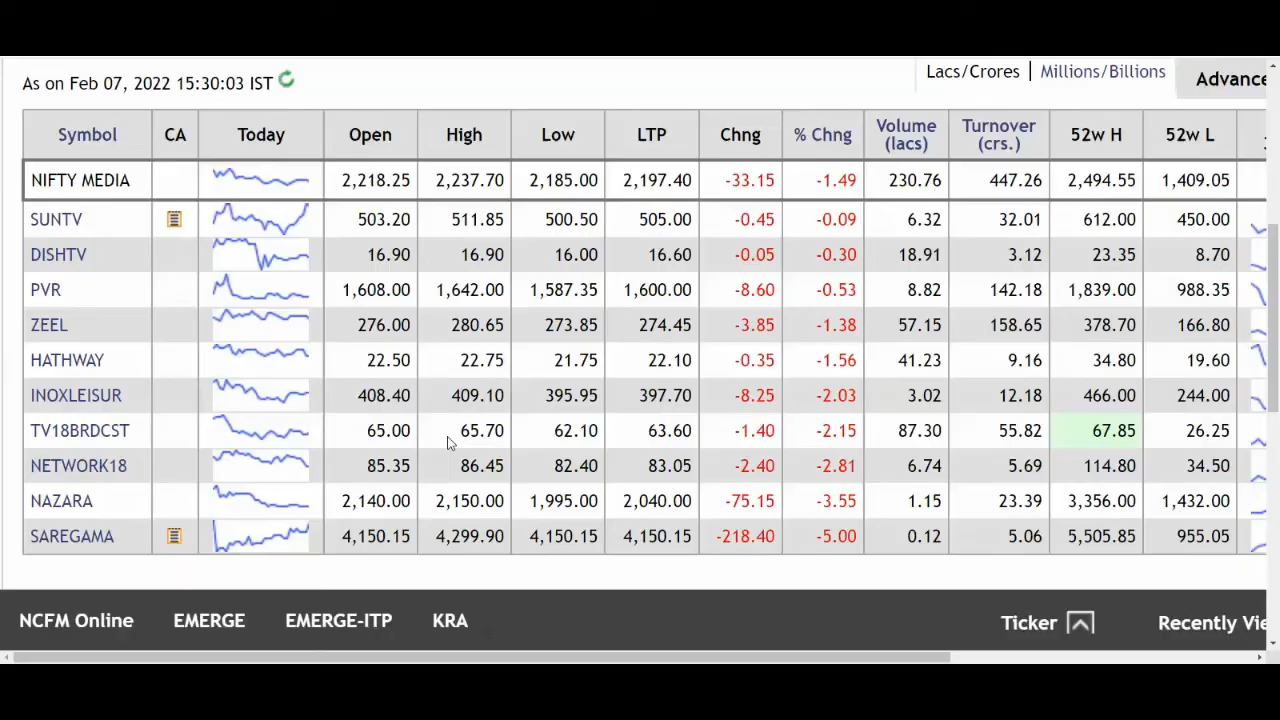 Lacs/Crores | Millions/Billions
As on Feb 07, 2022 15:30:03 IST
Advance
Symbol CA Today Open High Low LTP Chng % Chng Volume (lacs) Turnover (crs.) 52w H 52w L
NIFTY MEDIA 2,218.25 2,237.70 2,185.00 2,197.40 -33.15 -1.49 230.76 447.26 2,494.55 1,409.05
SUNTV 503.20 511.85 500.50 505.00 -0.45 -0.09 6.32 32.01 612.00 450.00
DISHTV 16.90 16.90 16.00 16.60 -0.05 -0.30 18.91 3.12 23.35 8.70
PVR 1,608.00 1,642.00 1,587.35 1,600.00 -8.60 -0.53 8.82 142.18 1,839.00 988.35
ZEEL 276.00 280.65 273.85 274.45 -3.85 -1.38 57.15 158.65 378.70 166.80
HATHWAY 22.50 22.75 21.75 22.10 -0.35 -1.56 41.23 9.16 34.80 19.60
INOXLEISUR 408.40 409.10 395.95 397.70 -8.25 -2.03 3.02 12.18 466.00 244.00
TV18BRDCST 65.00 65.70 62.10 63.60 -1.40 -2.15 87.30 55.82 67.85 26.25
NETWORK18 85.35 86.45 82.40 83.05 -2.40 -2.81 6.74 5.69 114.80 34.50
NAZARA 2,140.00 2,150.00 1,995.00 2,040.00 -75.15 -3.55 1.15 23.39 3,356.00 1,432.00
SAREGAMA 4,150.15 4,299.90 4,150.15 4,150.15 -218.40 -5.00 0.12 5.06 5,505.85 955.05
NCFM Online EMERGE EMERGE-ITP KRA Ticker Recently Vie